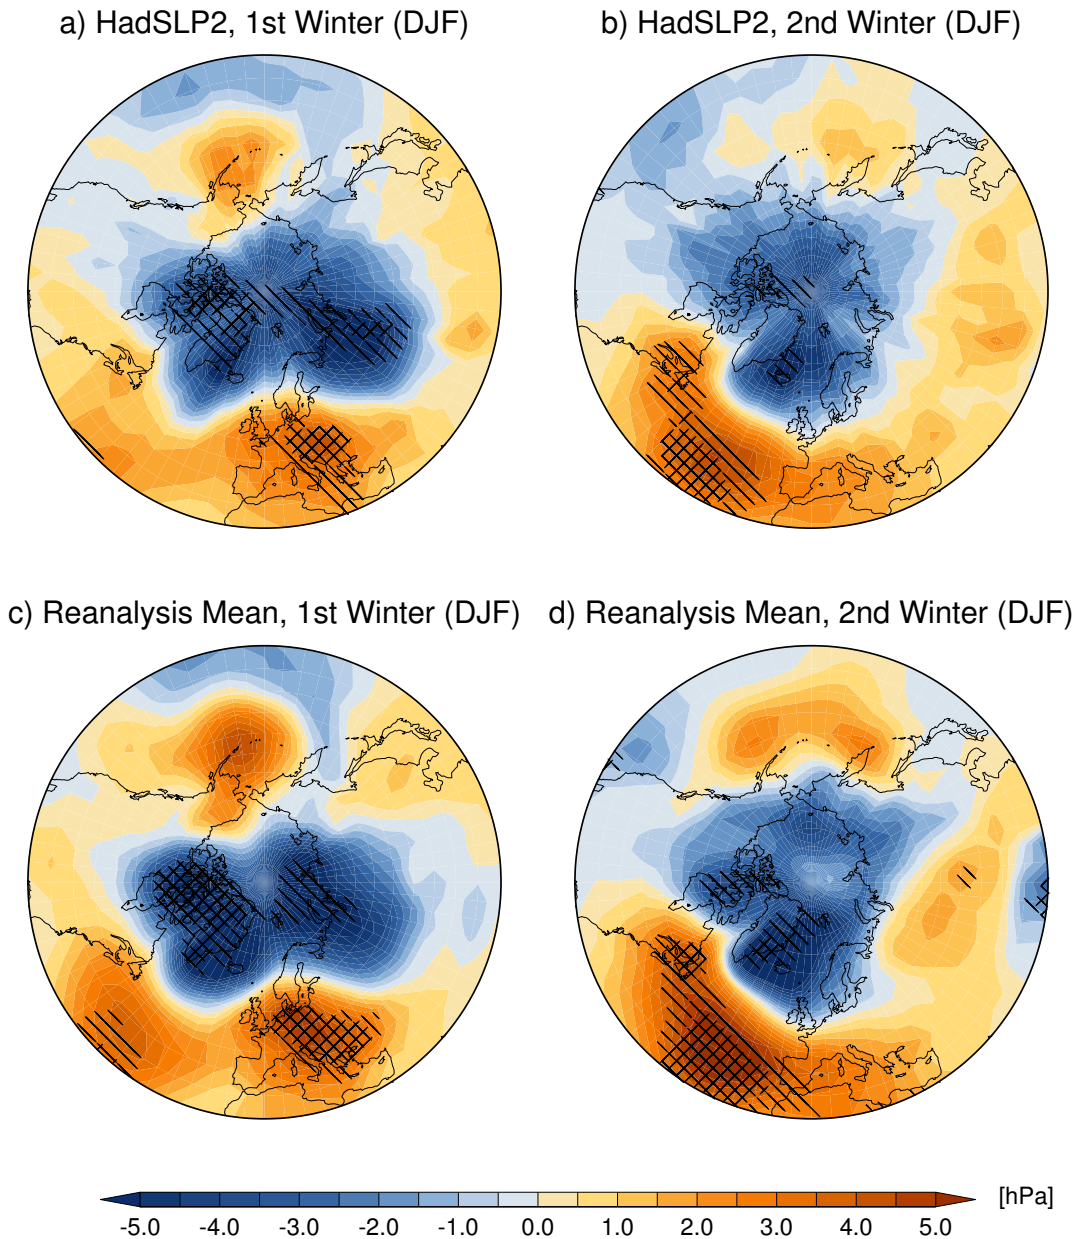 a) HadSLP2, 1st Winter (DJF)
b) HadSLP2, 2nd Winter (DJF)
c) Reanalysis Mean, 1st Winter (DJF)
d) Reanalysis Mean, 2nd Winter (DJF)
[hPa]
-5.0 -4.0 -3.0 -2.0 -1.0 0.0 1.0 2.0 3.0 4.0 5.0